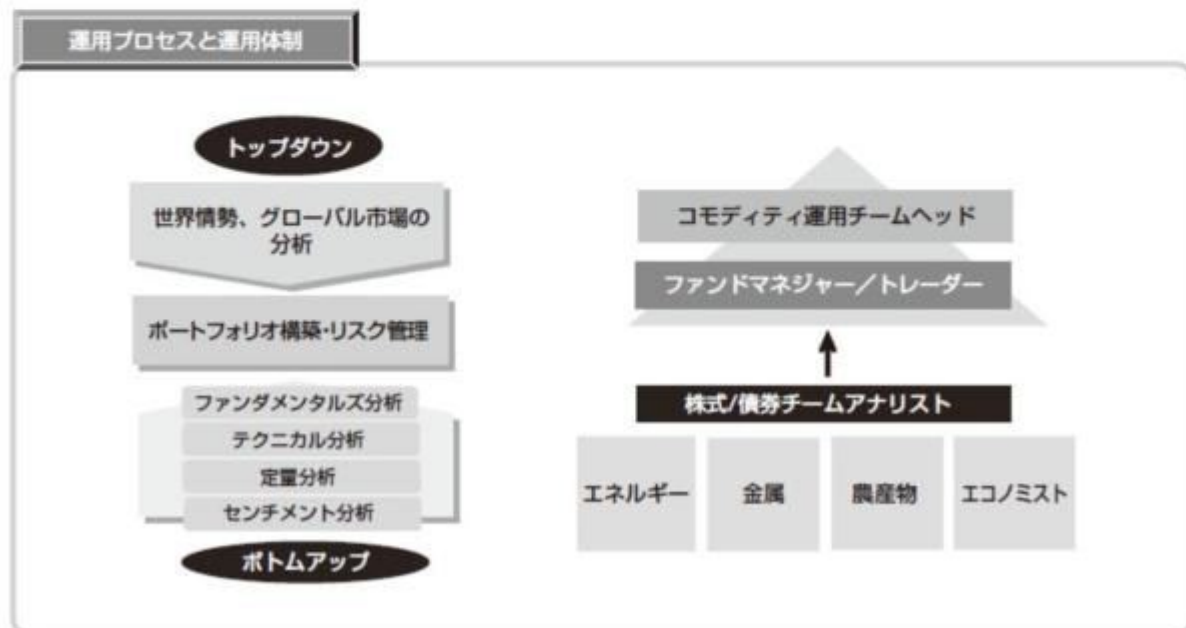 運用プロセスと運用体制
トップダウン
世界情勢、グローバル市場の
分析
ポートフォリオ構築・リスク管理
ファンダメンタルズ分析
テクニカル分析
定量分析
センチメント分析
ボトムアップ
コモディティ運用チームヘッド
ファンドマネジャー／トレーダー
株式/債券チームアナリスト
エネルギー
金属
農産物
エコノミスト